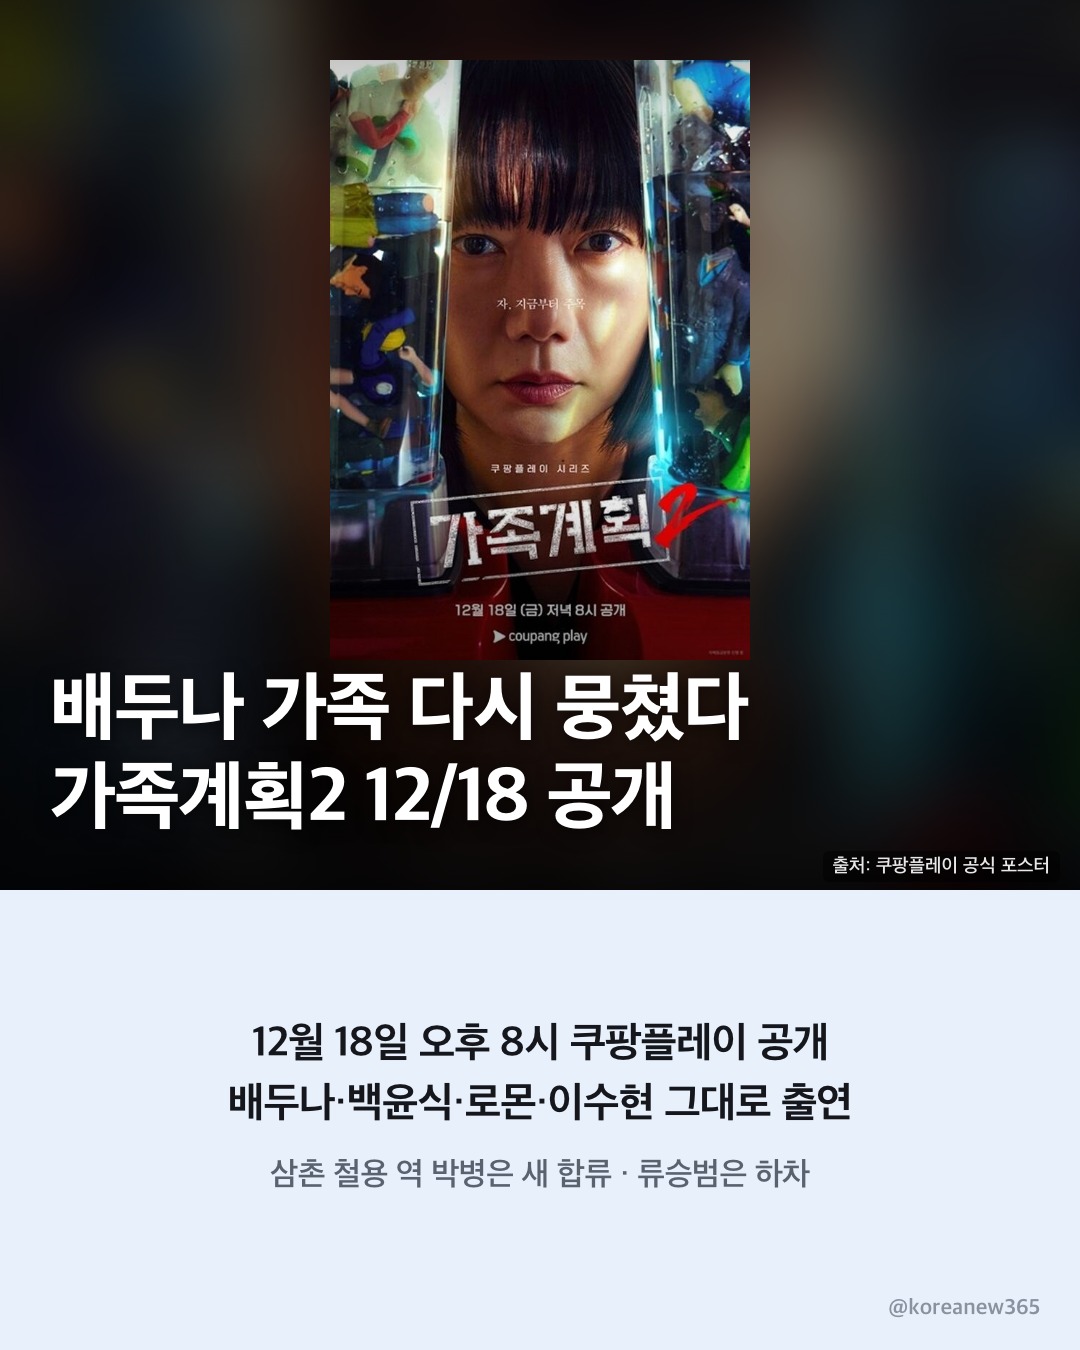 자, 지금부터 주목
쿠팡플레이 시리즈
가족계획2
12월 18일 (금) 저녁 8시 공개
coupang play
배두나 가족 다시 뭉쳤다
가족계획2 12/18 공개
출처: 쿠팡플레이 공식 포스터
12월 18일 오후 8시 쿠팡플레이 공개
배두나·백윤식·로몬·이수현 그대로 출연
삼촌 철용 역 박병은 새 합류 · 류승범은 하차
@koreanew365